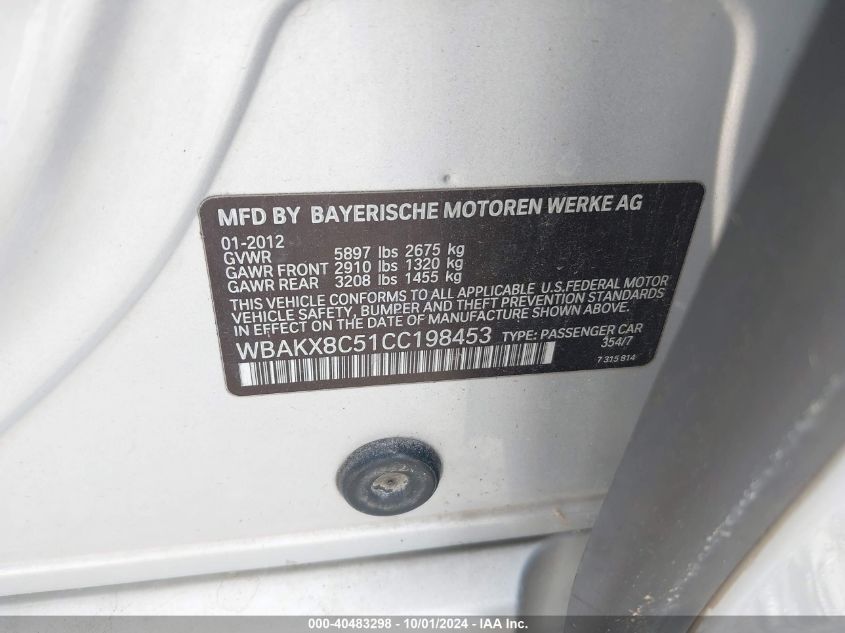 MFD BY BAYERISCHE MOTOREN WERKE AG
01-2012
GVWR 5897 lbs 2675 kg
GAWR FRONT 2910 lbs 1320 kg
GAWR REAR 3208 lbs 1455 kg
THIS VEHICLE CONFORMS TO ALL APPLICABLE U.S.FEDERAL MOTOR
VEHICLE SAFETY, BUMPER AND THEFT PREVENTION STANDARDS
IN EFFECT ON THE DATE OF MANUFACTURE SHOWN ABOVE.
WBAKX8C51CC198453 TYPE: PASSENGER CAR
354/7
7 315 814
000-40483298 - 10/01/2024 - IAA Inc.